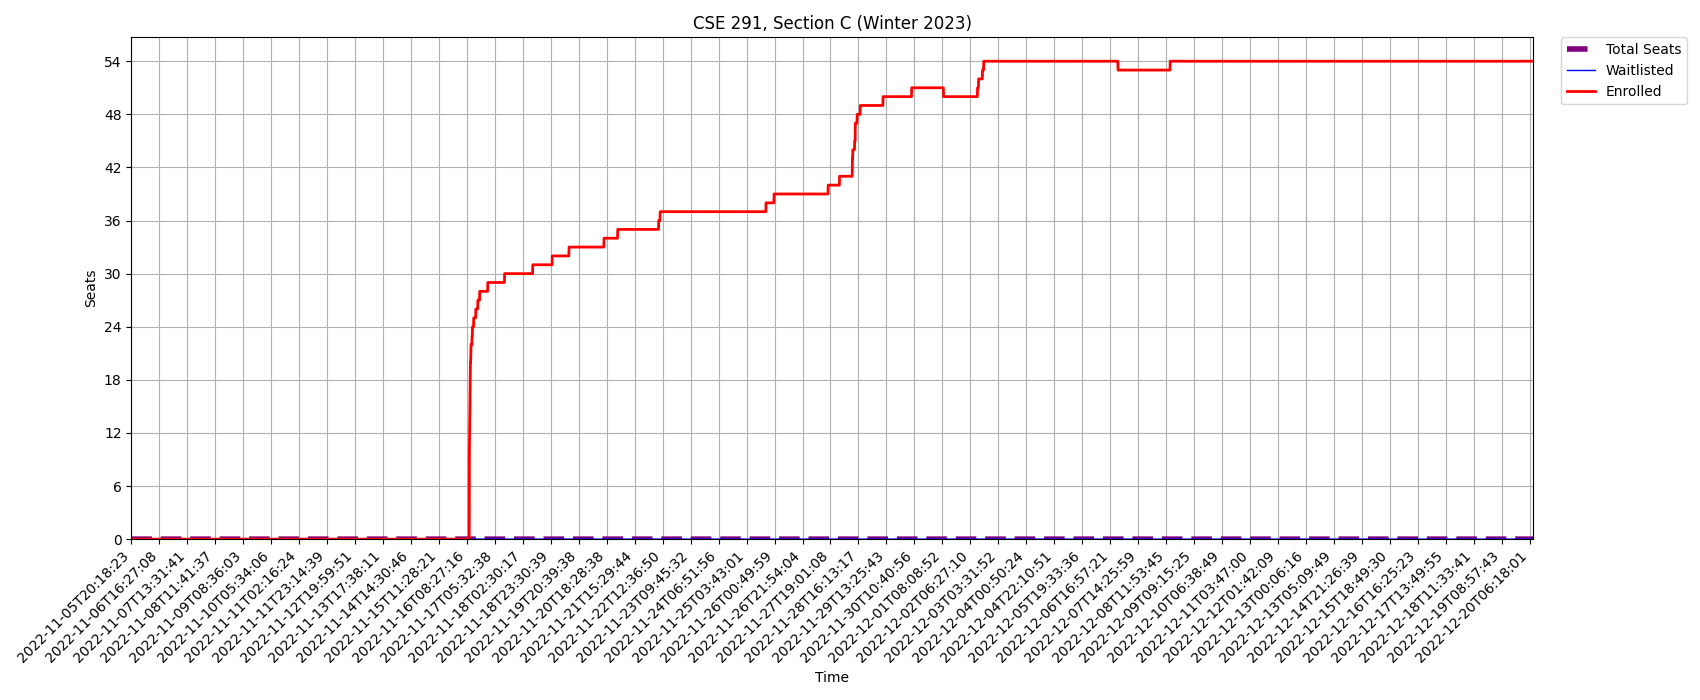 CSE 291, Section C (Winter 2023)
Total Seats
Waitlisted
Enrolled
54
48
42
36
30
24
18
12
6
0
Seats
2022-11-05T20:18:23
2022-11-06T16:27:08
2022-11-07T13:31:41
2022-11-08T11:41:37
2022-11-09T08:36:03
2022-11-10T05:34:06
2022-11-11T02:16:24
2022-11-11T23:14:39
2022-11-12T19:59:51
2022-11-13T17:38:11
2022-11-14T14:30:46
2022-11-15T11:28:21
2022-11-16T08:27:16
2022-11-17T05:32:38
2022-11-18T02:30:17
2022-11-18T23:30:39
2022-11-19T20:39:38
2022-11-20T18:28:38
2022-11-21T15:29:44
2022-11-22T12:36:50
2022-11-23T09:45:32
2022-11-24T06:51:56
2022-11-25T03:43:01
2022-11-26T00:49:59
2022-11-26T21:54:04
2022-11-27T19:01:08
2022-11-28T16:13:17
2022-11-29T13:25:43
2022-11-30T10:40:56
2022-12-01T08:08:52
2022-12-02T06:27:10
2022-12-03T03:31:52
2022-12-04T00:50:24
2022-12-04T22:10:51
2022-12-05T19:33:36
2022-12-06T16:57:21
2022-12-07T14:25:59
2022-12-08T11:53:45
2022-12-09T09:15:25
2022-12-10T06:38:49
2022-12-11T03:47:00
2022-12-12T01:42:09
2022-12-13T00:06:16
2022-12-13T05:09:49
2022-12-14T21:26:39
2022-12-15T18:49:30
2022-12-16T16:25:23
2022-12-17T13:49:55
2022-12-18T11:33:41
2022-12-19T08:57:43
2022-12-20T06:18:01
Time